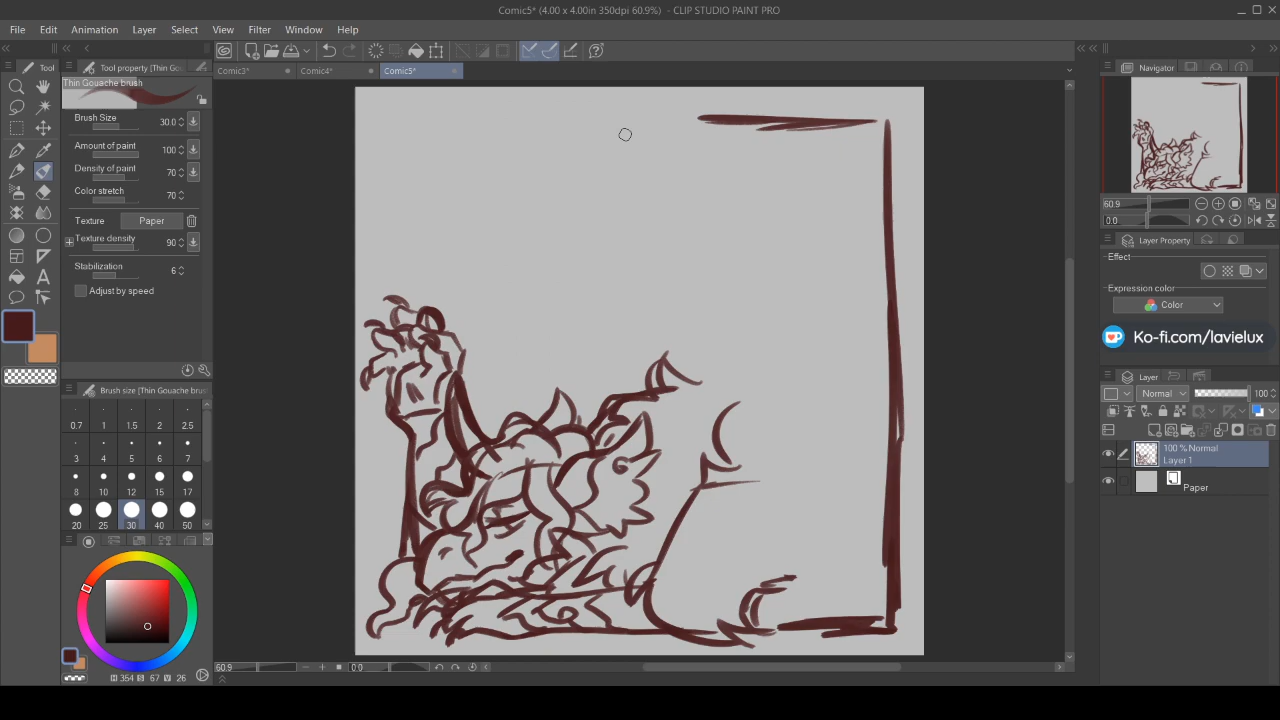 Comic5* (4.00 x 4.00in 350dpi 60.9%) - CLIP STUDIO PAINT PRO
File Edit Animation Layer Select View Filter Window Help
Comic3* Comic4* Comic5*
Tool
Tool property [Thin Go
Thin Gouache brush
Brush Size 30.0
Amount of paint 100
Density of paint 70
Color stretch 70
Texture Paper
Texture density 90
Stabilization 6
Adjust by speed
Brush size [Thin Gouache brus
0.7 1 1.5 2 2.5
3 4 5 6 7
8 10 12 15 17
20 25 30 40 50
H 354 S 67 V 26
60.9 0.0
Navigator
60.9
0.0
Layer Property
Effect
Expression color
Color
Ko-fi.com/lavielux
Layer
Normal 100
100 % Normal
Layer 1
Paper